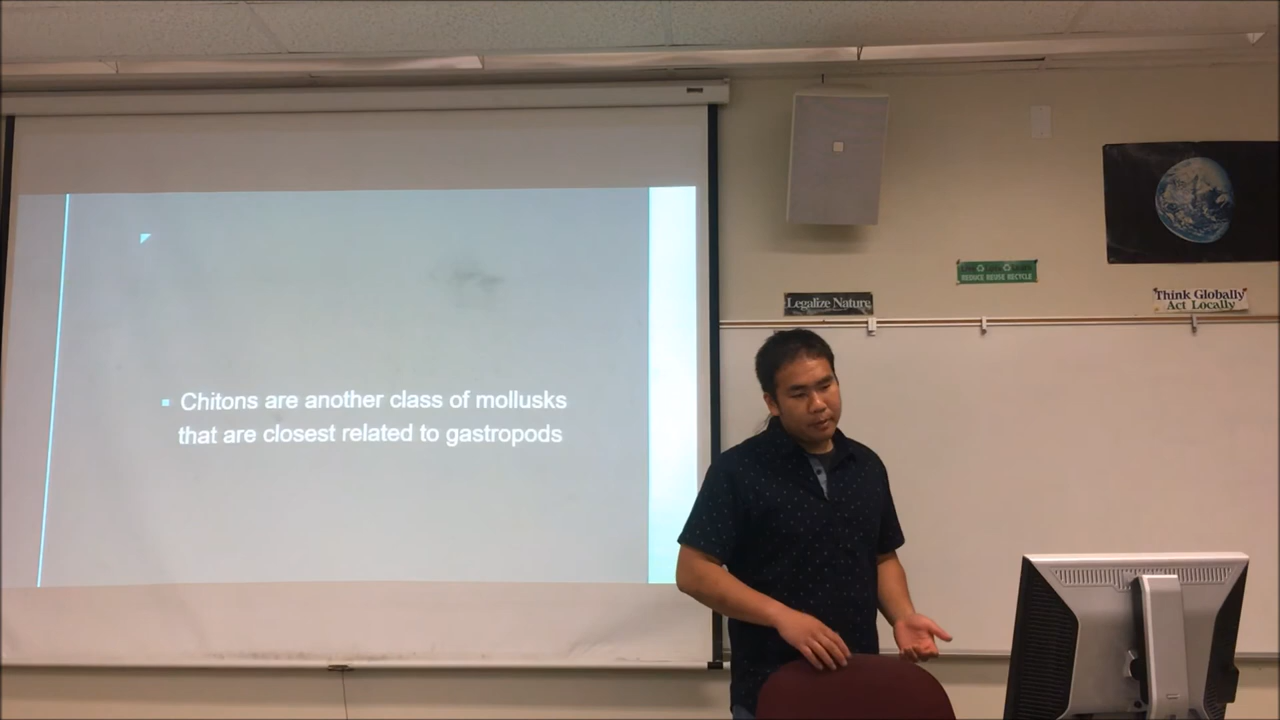 Chitons are another class of mollusks
that are closest related to gastropods
Legalize Nature
REDUCE REUSE RECYCLE
Think Globally
Act Locally